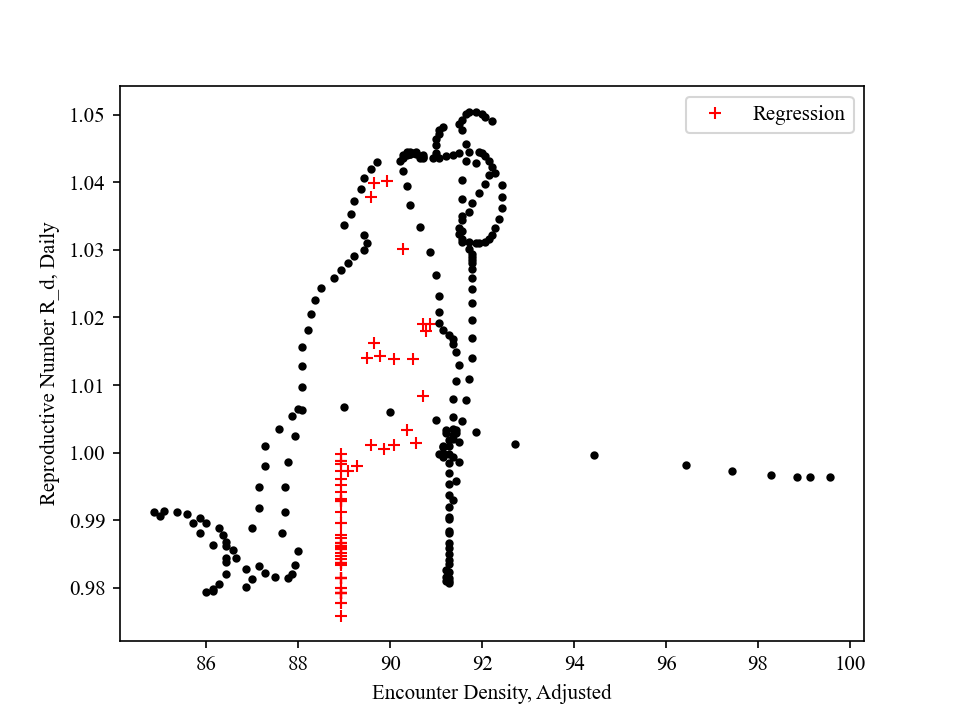 Regression
1.05
1.04
1.03
1.02
1.01
1.00
0.99
0.98
Reproductive Number R_d, Daily
86 88 90 92 94 96 98 100
Encounter Density, Adjusted